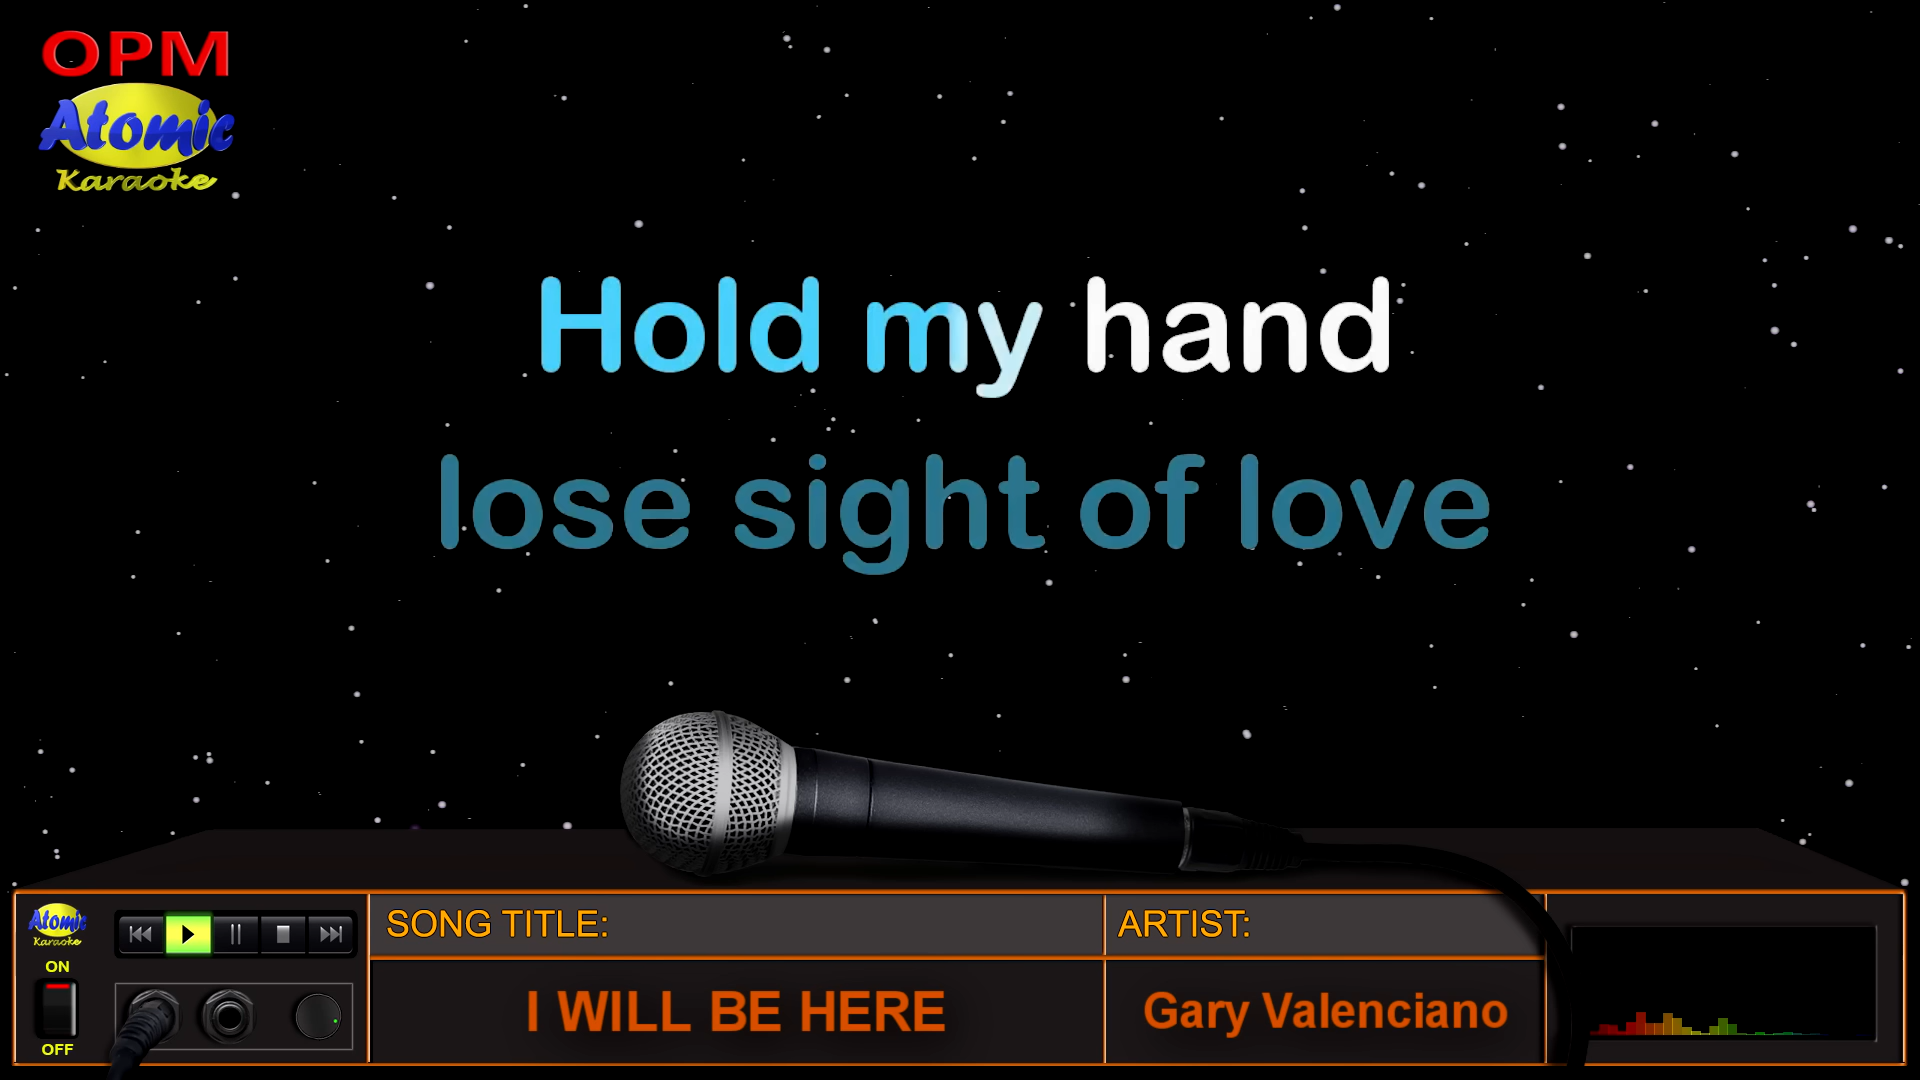 OPM
Atomic
Karaoke
Hold my hand
lose sight of love
Atomic
Karaoke
ON
OFF
SONG TITLE:
I WILL BE HERE
ARTIST:
Gary Valenciano